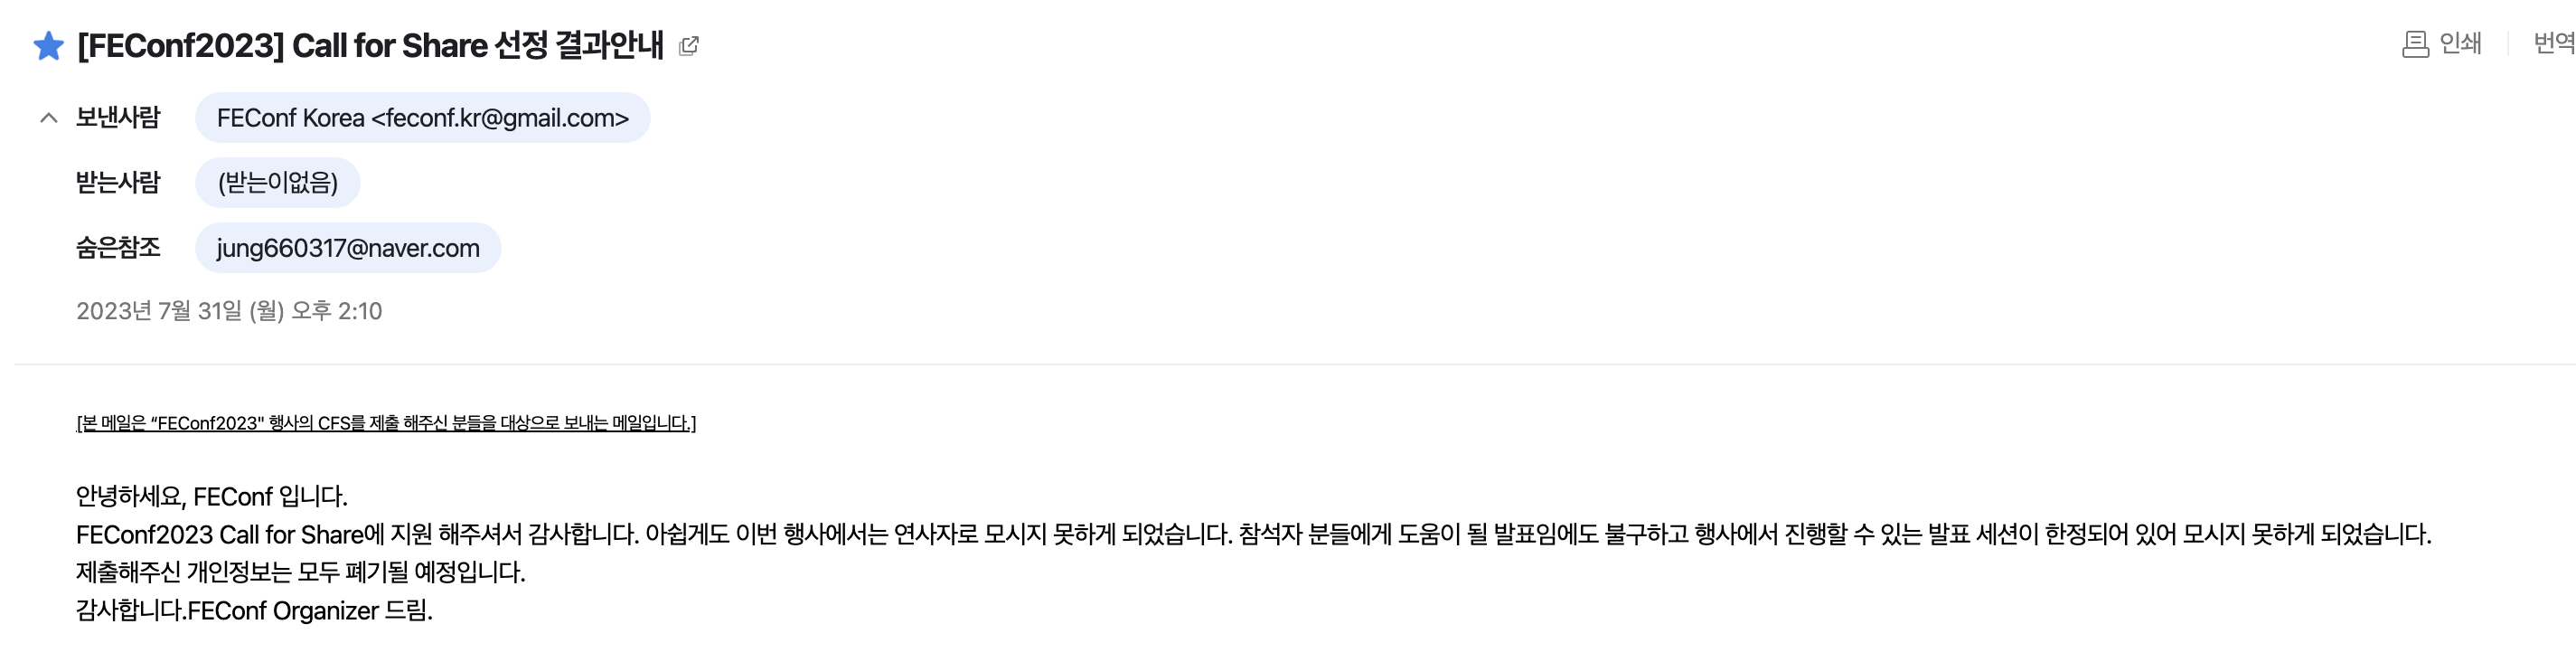 [FEConf2023] Call for Share 선정 결과안내
인쇄
번역
보낸사람 FEConf Korea <feconf.kr@gmail.com>
받는사람 (받는이없음)
숨은참조 jung660317@naver.com
2023년 7월 31일 (월) 오후 2:10
[본 메일은 “FEConf2023" 행사의 CFS를 제출 해주신 분들을 대상으로 보내는 메일입니다.]
안녕하세요, FEConf 입니다.
FEConf2023 Call for Share에 지원 해주셔서 감사합니다. 아쉽게도 이번 행사에서는 연사자로 모시지 못하게 되었습니다. 참석자 분들에게 도움이 될 발표임에도 불구하고 행사에서 진행할 수 있는 발표 세션이 한정되어 있어 모시지 못하게 되었습니다.
제출해주신 개인정보는 모두 폐기될 예정입니다.
감사합니다.FEConf Organizer 드림.